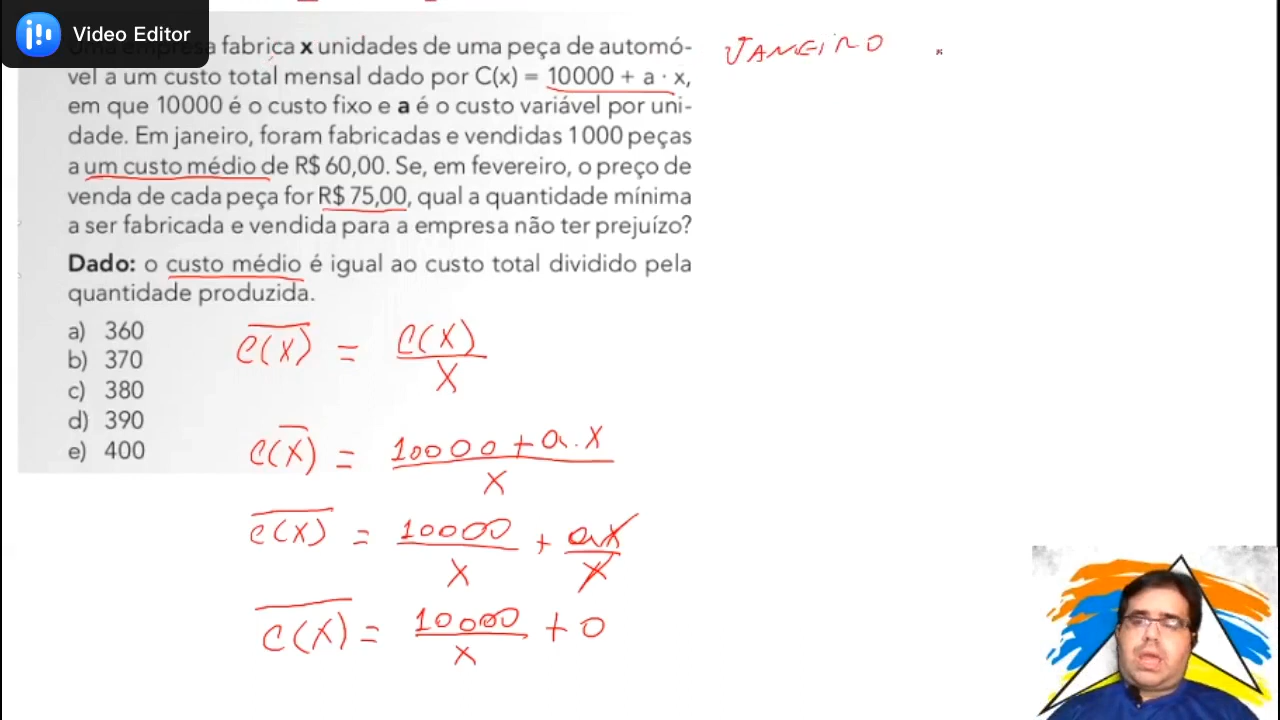 Video Editor
Uma empresa fabrica x unidades de uma peça de automó-
vel a um custo total mensal dado por C(x) = 10000 + a · x,
em que 10000 é o custo fixo e a é o custo variável por uni-
dade. Em janeiro, foram fabricadas e vendidas 1000 peças
a um custo médio de R$ 60,00. Se, em fevereiro, o preço de
venda de cada peça for R$ 75,00, qual a quantidade mínima
a ser fabricada e vendida para a empresa não ter prejuízo?
Dado: o custo médio é igual ao custo total dividido pela
quantidade produzida.
a) 360
b) 370
c) 380
d) 390
e) 400
JANEIRO
C(X) = C(X) / X
C(X) = 10000 + a.X / X
C(X) = 10000 / X + aX / X
C(X) = 10000 / X + 0